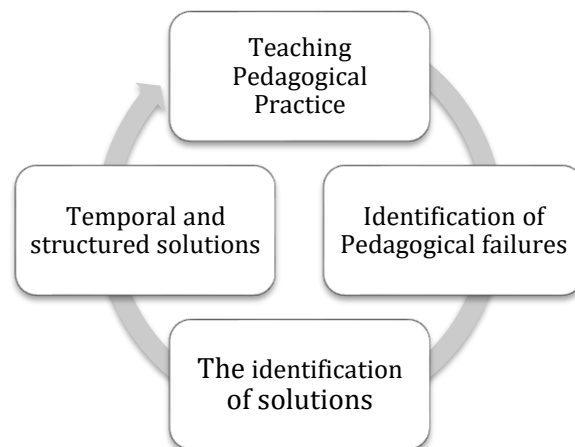 Teaching
Pedagogical
Practice
Identification of
Pedagogical failures
The identification
of solutions
Temporal and
structured solutions